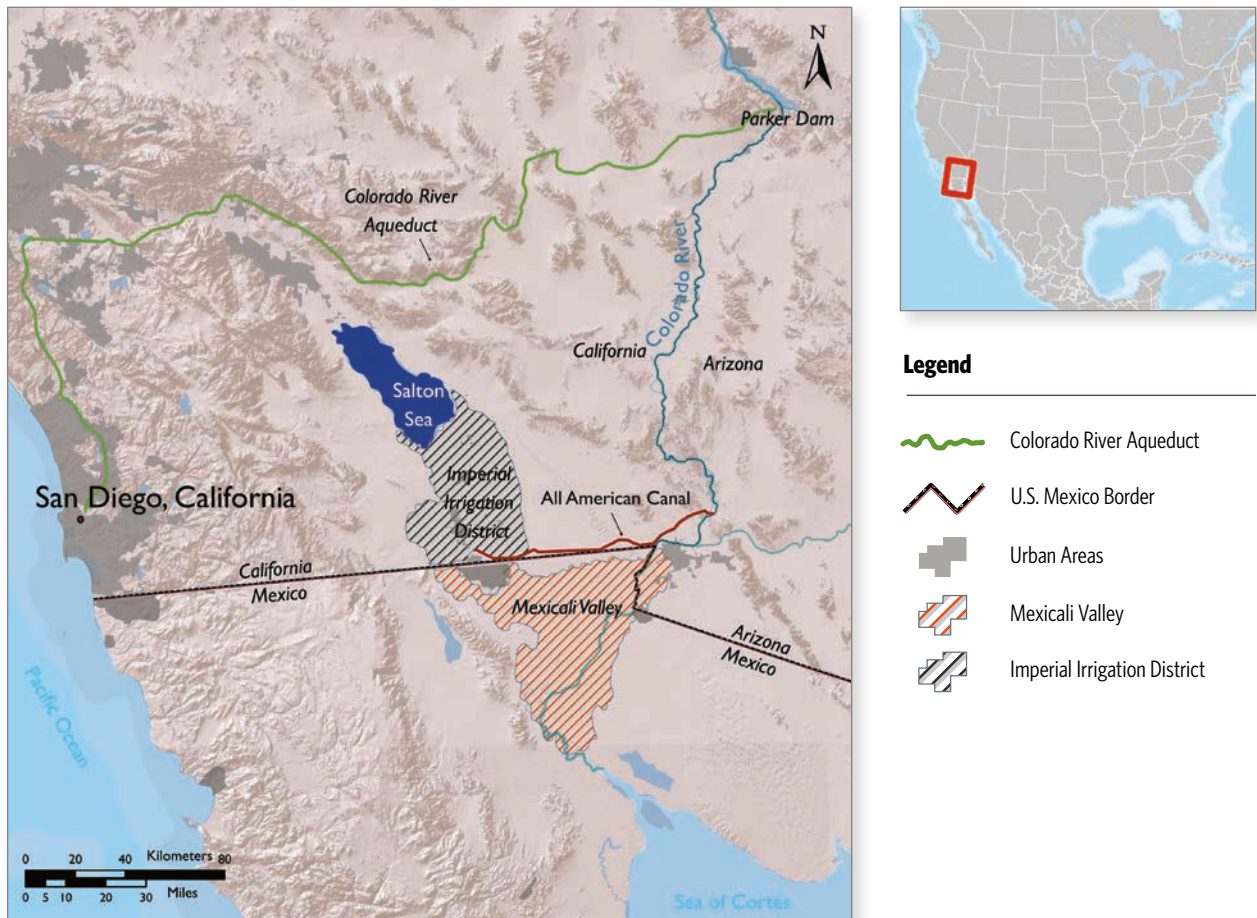 N
Parker Dam
Colorado River
Aqueduct
Colorado River
California
Arizona
Salton
Sea
Imperial
Irrigation
District
All American Canal
San Diego, California
California
Mexico
Mexicali Valley
Arizona
Mexico
Pacific Ocean
Sea of Cortés
0 20 40 Kilometers 80
0 5 10 20 30 Miles
Legend
Colorado River Aqueduct
U.S. Mexico Border
Urban Areas
Mexicali Valley
Imperial Irrigation District